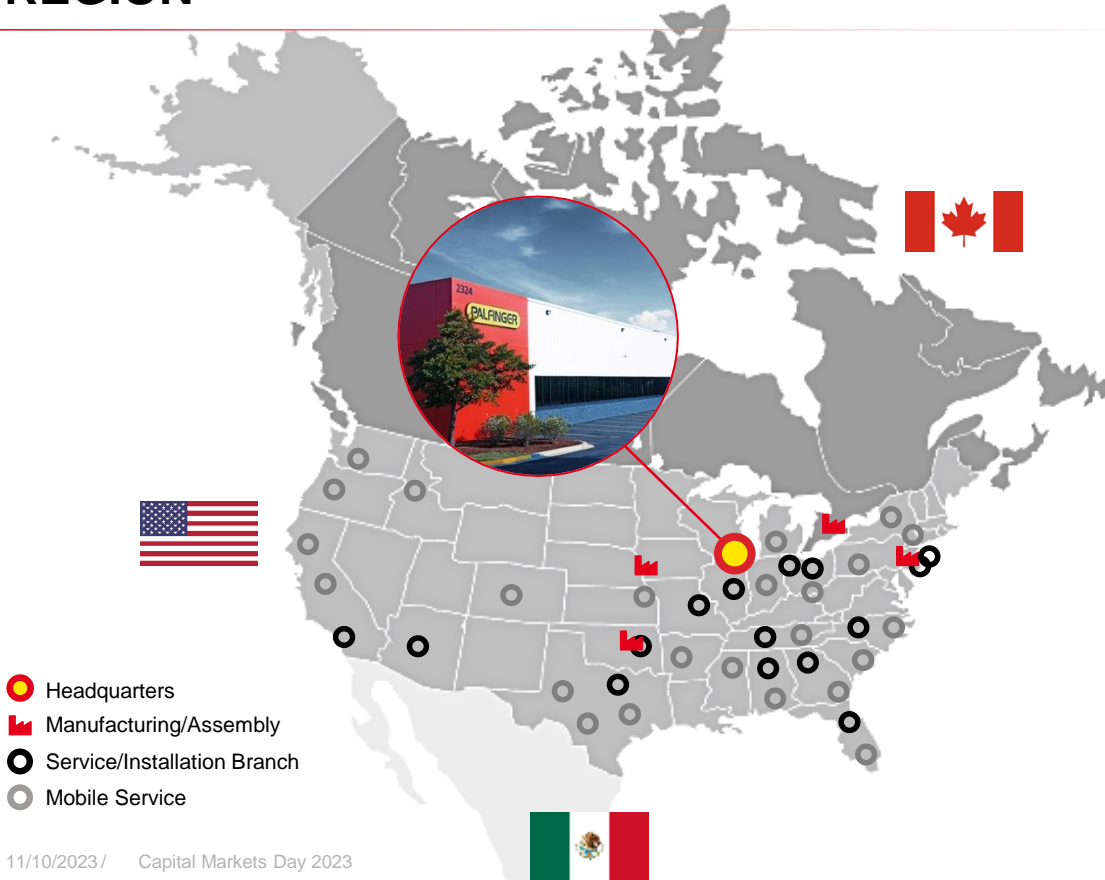 REGION
2324
PALFINGER
Headquarters
Manufacturing/Assembly
Service/Installation Branch
Mobile Service
11/10/2023 / Capital Markets Day 2023